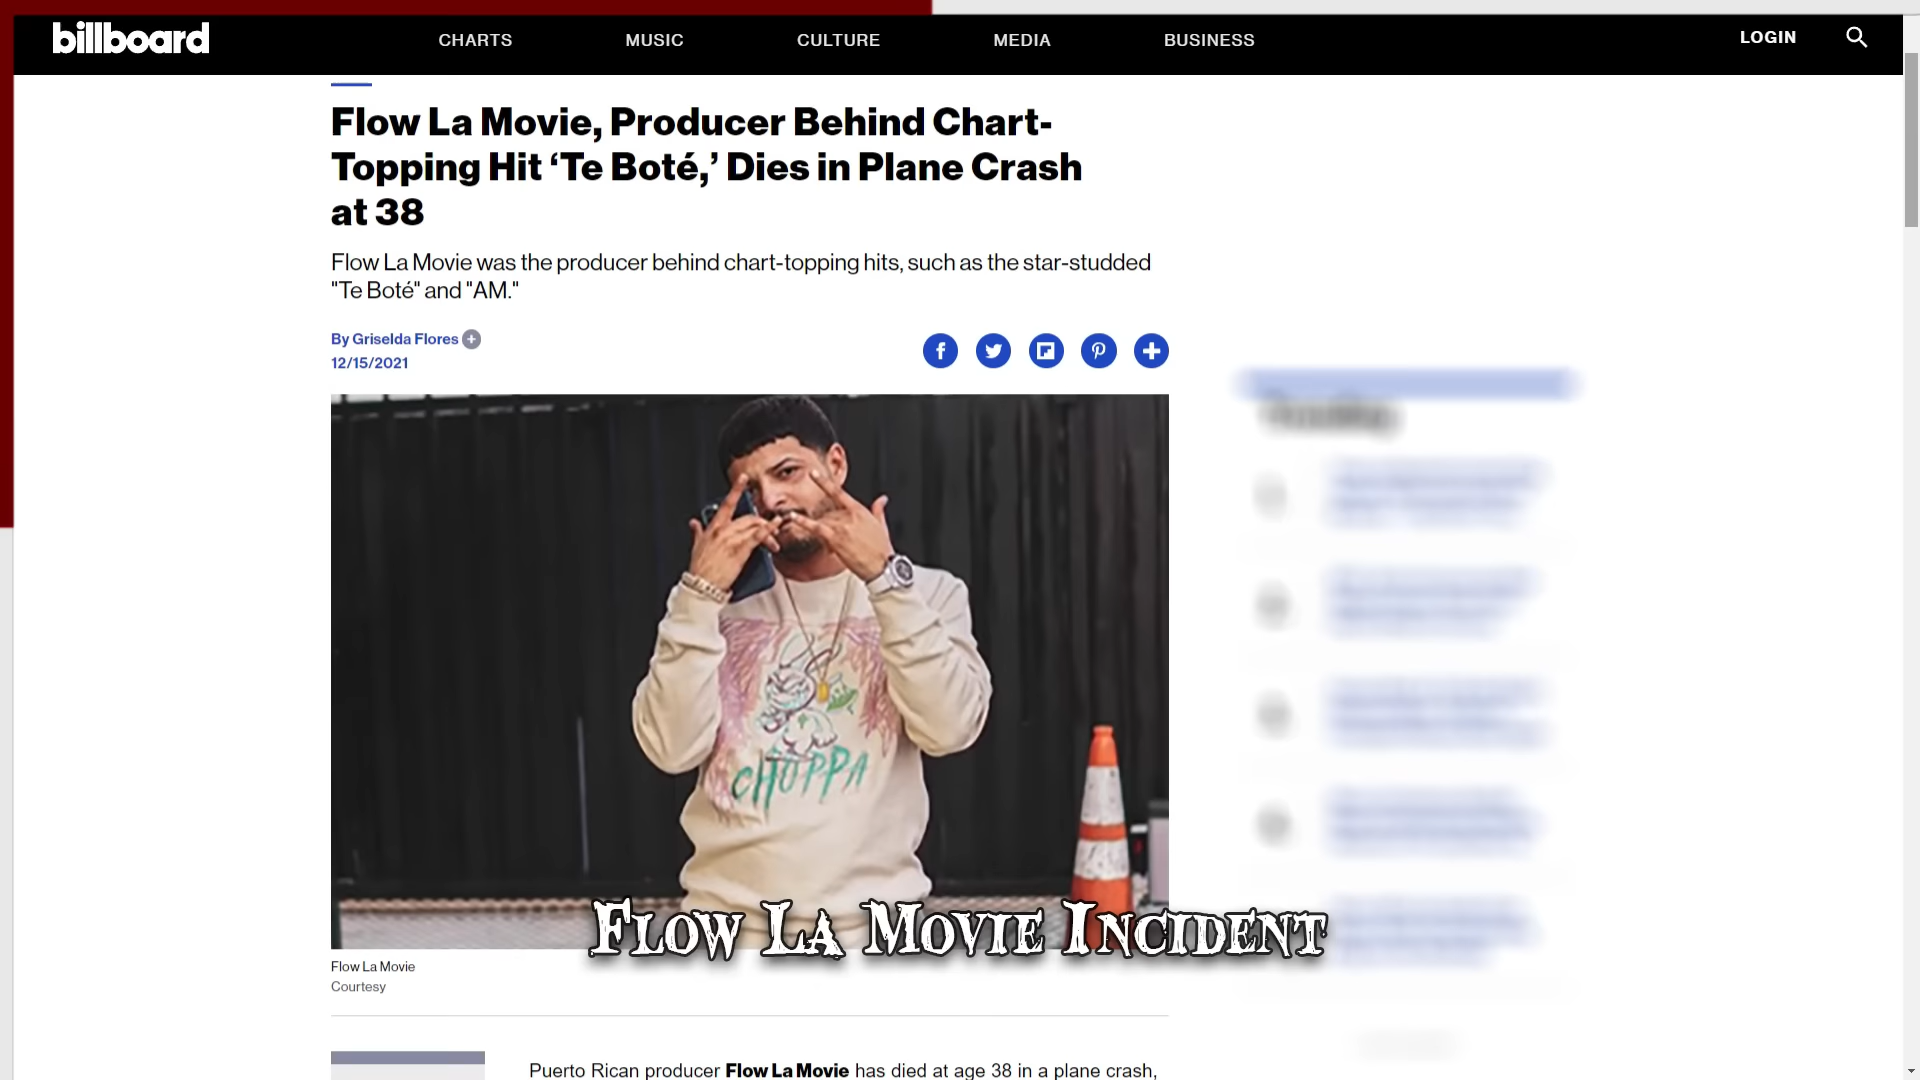 billboard
CHARTS
MUSIC
CULTURE
MEDIA
BUSINESS
LOGIN
Flow La Movie, Producer Behind Chart-
Topping Hit ‘Te Boté,’ Dies in Plane Crash
at 38
Flow La Movie was the producer behind chart-topping hits, such as the star-studded
"Te Boté" and "AM."
By Griselda Flores +
12/15/2021
CHOPPA
FLOW LA MOVIE INCIDENT
Flow La Movie
Courtesy
Puerto Rican producer Flow La Movie has died at age 38 in a plane crash,